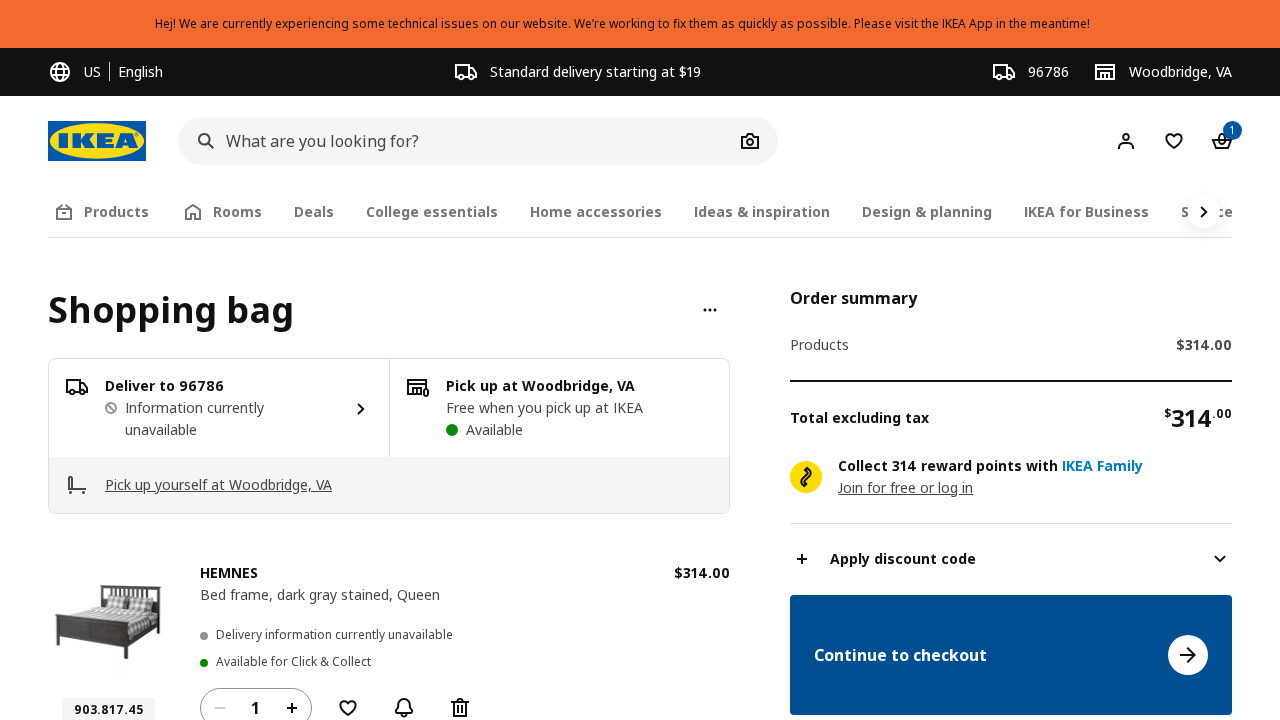 Hej! We are currently experiencing some technical issues on our website. We’re working to fix them as quickly as possible. Please visit the IKEA App in the meantime!
US English
Standard delivery starting at $19
96786
Woodbridge, VA
IKEA
What are you looking for?
1
Products
Rooms
Deals
College essentials
Home accessories
Ideas & inspiration
Design & planning
IKEA for Business
Shopping bag
Deliver to 96786
Information currently
unavailable
Pick up at Woodbridge, VA
Free when you pick up at IKEA
Available
Pick up yourself at Woodbridge, VA
HEMNES
$314.00
Bed frame, dark gray stained, Queen
Delivery information currently unavailable
Available for Click & Collect
903.817.45
1
Order summary
Products $314.00
Total excluding tax $314.00
Collect 314 reward points with IKEA Family
Join for free or log in
Apply discount code
Continue to checkout